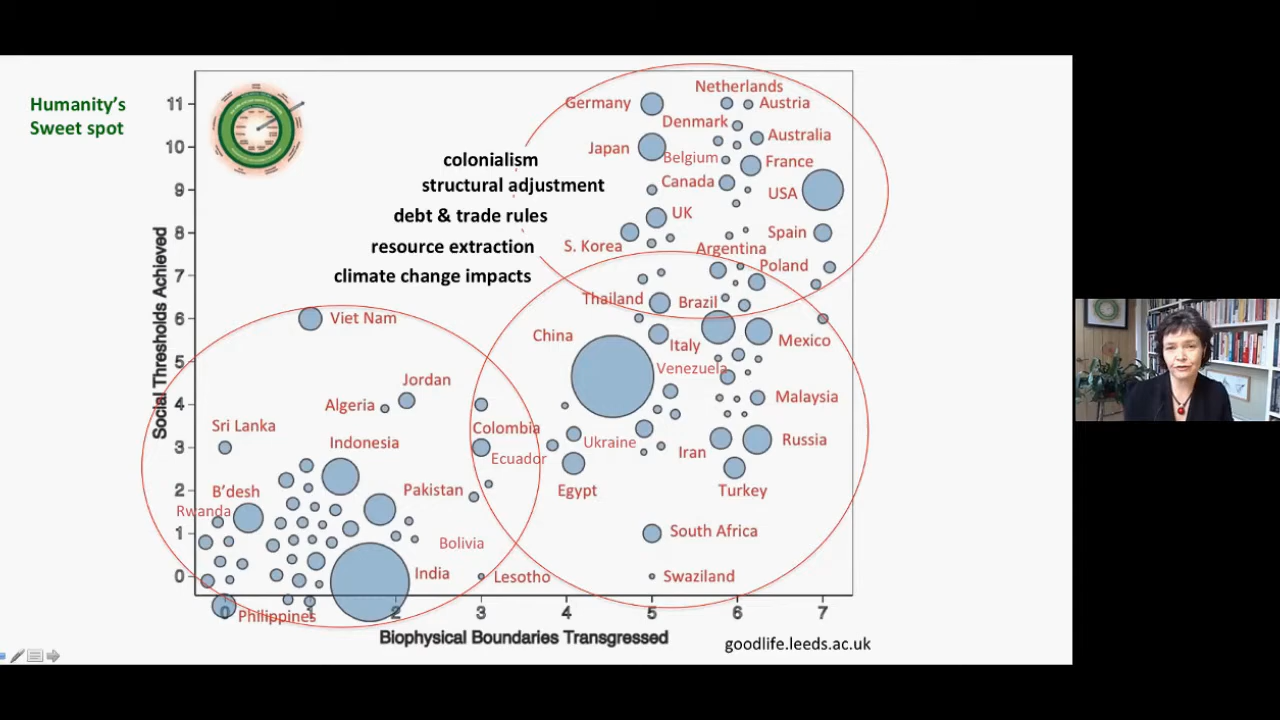 Humanity's
Sweet spot
Social Thresholds Achieved
11
10
9
8
7
6
5
4
3
2
1
0
colonialism
structural adjustment
debt & trade rules
resource extraction
climate change impacts
Netherlands
Germany
Austria
Denmark
Australia
Japan
Belgium
France
Canada
USA
UK
Spain
S. Korea
Argentina
Poland
Thailand
Brazil
Viet Nam
China
Italy
Mexico
Venezuela
Jordan
Algeria
Malaysia
Sri Lanka
Colombia
Indonesia
Ukraine
Russia
Iran
Ecuador
B'desh
Pakistan
Egypt
Turkey
Rwanda
South Africa
Bolivia
India
Lesotho
Swaziland
Philippines
0
1
2
3
4
5
6
7
Biophysical Boundaries Transgressed
goodlife.leeds.ac.uk